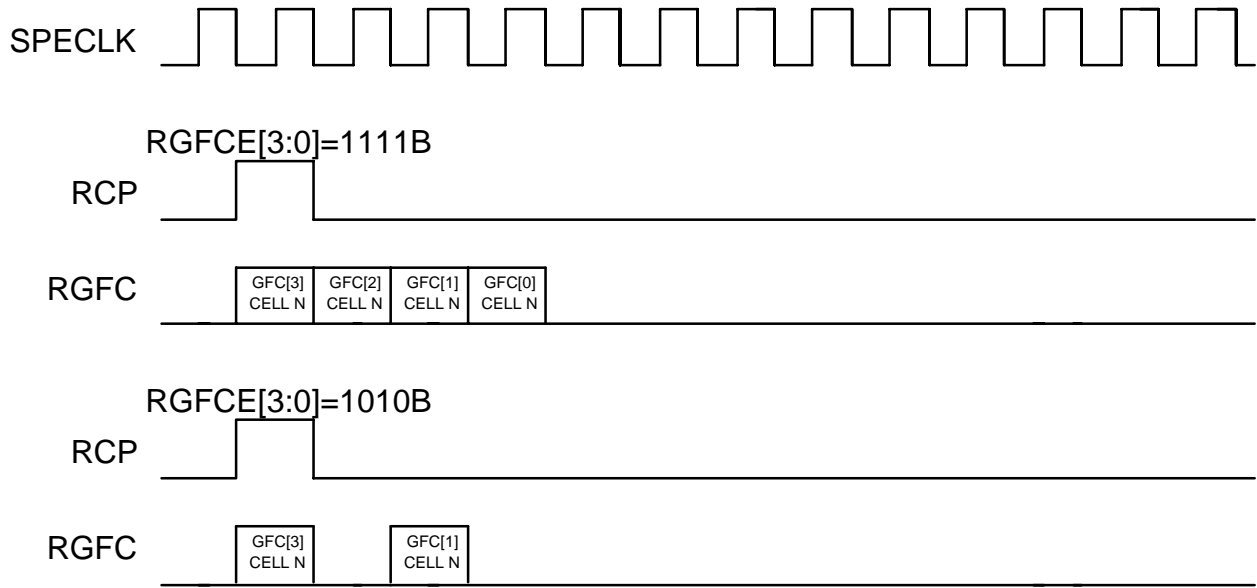 SPECLK
RGFCE[3:0]=1111B
RCP
RGFC
GFC[3] GFC[2] GFC[1] GFC[0]
CELL N CELL N CELL N CELL N
RGFCE[3:0]=1010B
RCP
RGFC
GFC[3] GFC[1]
CELL N CELL N